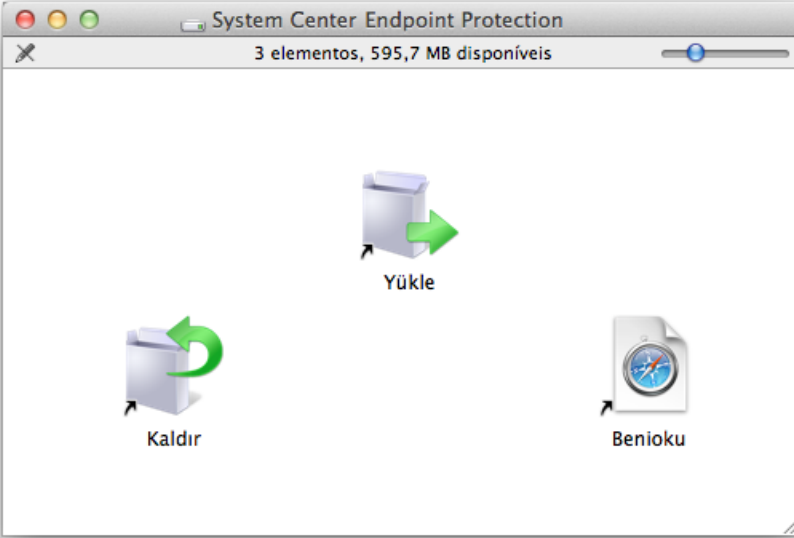 System Center Endpoint Protection
3 elementos, 595,7 MB disponíveis
Yükle
Kaldır
Benioku